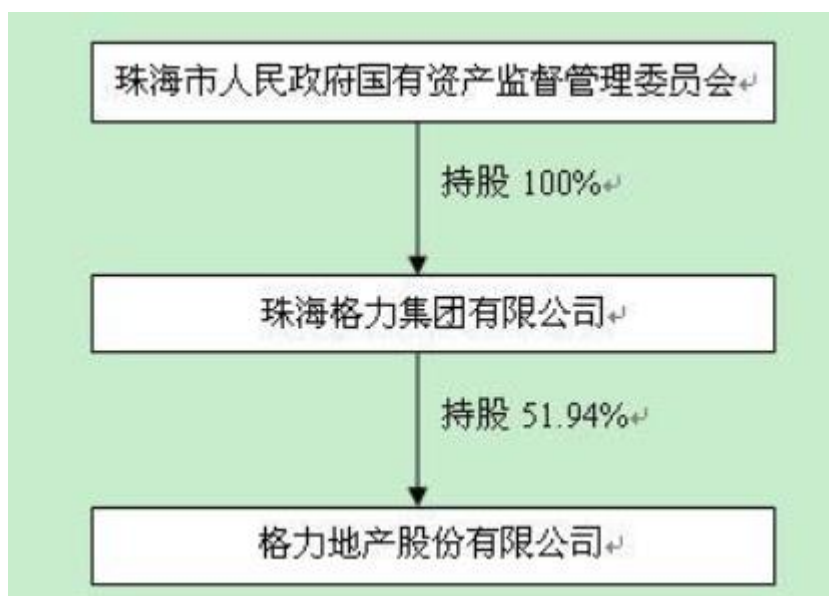 珠海市人民政府国有资产监督管理委员会↵
持股 100%↵
珠海格力集团有限公司↵
持股 51.94%↵
格力地产股份有限公司↵